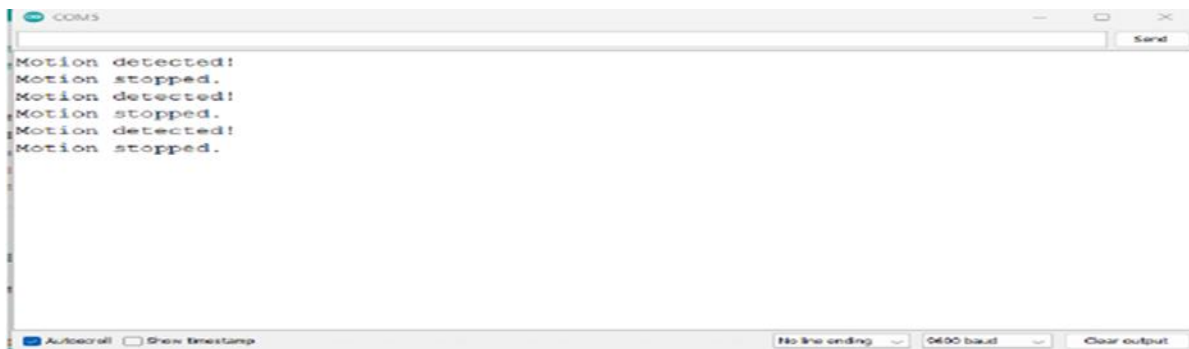 COM5
Send
Motion detected!
Motion stopped.
Motion detected!
Motion stopped.
Motion detected!
Motion stopped.
Autoscroll Show timestamp No line ending 9600 baud Clear output